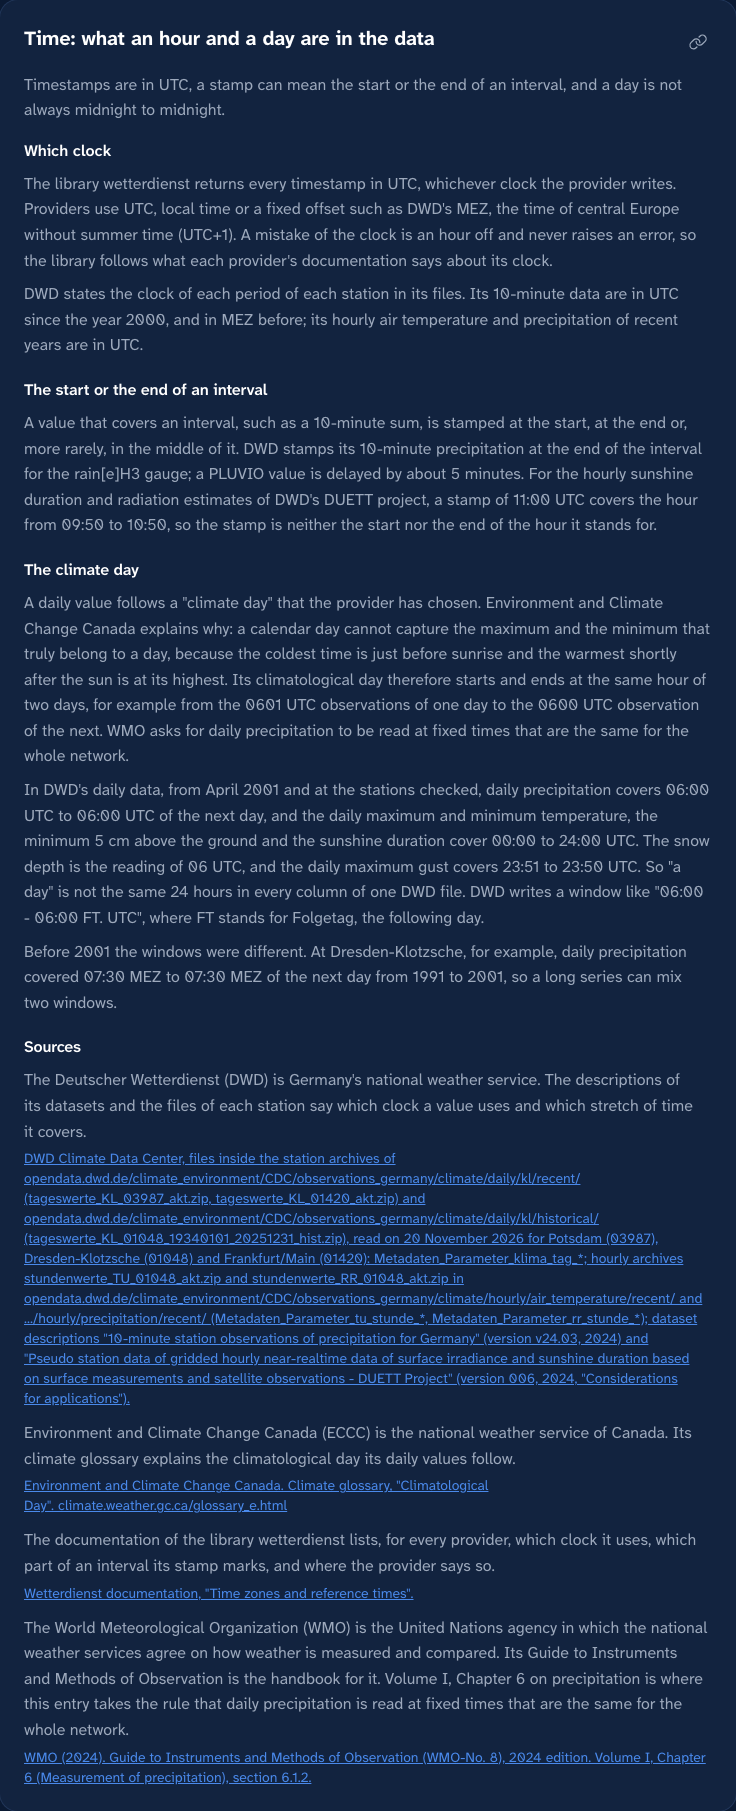 Time: what an hour and a day are in the data
Timestamps are in UTC, a stamp can mean the start or the end of an interval, and a day is not
always midnight to midnight.
Which clock
The library wetterdienst returns every timestamp in UTC, whichever clock the provider writes.
Providers use UTC, local time or a fixed offset such as DWD's MEZ, the time of central Europe
without summer time (UTC+1). A mistake of the clock is an hour off and never raises an error, so
the library follows what each provider's documentation says about its clock.
DWD states the clock of each period of each station in its files. Its 10-minute data are in UTC
since the year 2000, and in MEZ before; its hourly air temperature and precipitation of recent
years are in UTC.
The start or the end of an interval
A value that covers an interval, such as a 10-minute sum, is stamped at the start, at the end or,
more rarely, in the middle of it. DWD stamps its 10-minute precipitation at the end of the interval
for the rain[e]H3 gauge; a PLUVIO value is delayed by about 5 minutes. For the hourly sunshine
duration and radiation estimates of DWD's DUETT project, a stamp of 11:00 UTC covers the hour
from 09:50 to 10:50, so the stamp is neither the start nor the end of the hour it stands for.
The climate day
A daily value follows a "climate day" that the provider has chosen. Environment and Climate
Change Canada explains why: a calendar day cannot capture the maximum and the minimum that
truly belong to a day, because the coldest time is just before sunrise and the warmest shortly
after the sun is at its highest. Its climatological day therefore starts and ends at the same hour of
two days, for example from the 0601 UTC observations of one day to the 0600 UTC observation
of the next. WMO asks for daily precipitation to be read at fixed times that are the same for the
whole network.
In DWD's daily data, from April 2001 and at the stations checked, daily precipitation covers 06:00
UTC to 06:00 UTC of the next day, and the daily maximum and minimum temperature, the
minimum 5 cm above the ground and the sunshine duration cover 00:00 to 24:00 UTC. The snow
depth is the reading of 06 UTC, and the daily maximum gust covers 23:51 to 23:50 UTC. So "a
day" is not the same 24 hours in every column of one DWD file. DWD writes a window like "06:00
- 06:00 FT. UTC", where FT stands for Folgetag, the following day.
Before 2001 the windows were different. At Dresden-Klotzsche, for example, daily precipitation
covered 07:30 MEZ to 07:30 MEZ of the next day from 1991 to 2001, so a long series can mix
two windows.
Sources
The Deutscher Wetterdienst (DWD) is Germany's national weather service. The descriptions of
its datasets and the files of each station say which clock a value uses and which stretch of time
it covers.
DWD Climate Data Center, files inside the station archives of
opendata.dwd.de/climate_environment/CDC/observations_germany/climate/daily/kl/recent/
(tageswerte_KL_03987_akt.zip, tageswerte_KL_01420_akt.zip) and
opendata.dwd.de/climate_environment/CDC/observations_germany/climate/daily/kl/historical/
(tageswerte_KL_01048_19340101_20251231_hist.zip), read on 20 November 2026 for Potsdam (03987),
Dresden-Klotzsche (01048) and Frankfurt/Main (01420): Metadaten_Parameter_klima_tag_*; hourly archives
stundenwerte_TU_01048_akt.zip and stundenwerte_RR_01048_akt.zip in
opendata.dwd.de/climate_environment/CDC/observations_germany/climate/hourly/air_temperature/recent/ and
…/hourly/precipitation/recent/ (Metadaten_Parameter_tu_stunde_*, Metadaten_Parameter_rr_stunde_*); dataset
descriptions "10-minute station observations of precipitation for Germany" (version v24.03, 2024) and
"Pseudo station data of gridded hourly near-realtime data of surface irradiance and sunshine duration based
on surface measurements and satellite observations - DUETT Project" (version 006, 2024, "Considerations
for applications").
Environment and Climate Change Canada (ECCC) is the national weather service of Canada. Its
climate glossary explains the climatological day its daily values follow.
Environment and Climate Change Canada. Climate glossary, "Climatological
Day". climate.weather.gc.ca/glossary_e.html
The documentation of the library wetterdienst lists, for every provider, which clock it uses, which
part of an interval its stamp marks, and where the provider says so.
Wetterdienst documentation, "Time zones and reference times".
The World Meteorological Organization (WMO) is the United Nations agency in which the national
weather services agree on how weather is measured and compared. Its Guide to Instruments
and Methods of Observation is the handbook for it. Volume I, Chapter 6 on precipitation is where
this entry takes the rule that daily precipitation is read at fixed times that are the same for the
whole network.
WMO (2024). Guide to Instruments and Methods of Observation (WMO-No. 8), 2024 edition. Volume I, Chapter
6 (Measurement of precipitation), section 6.1.2.